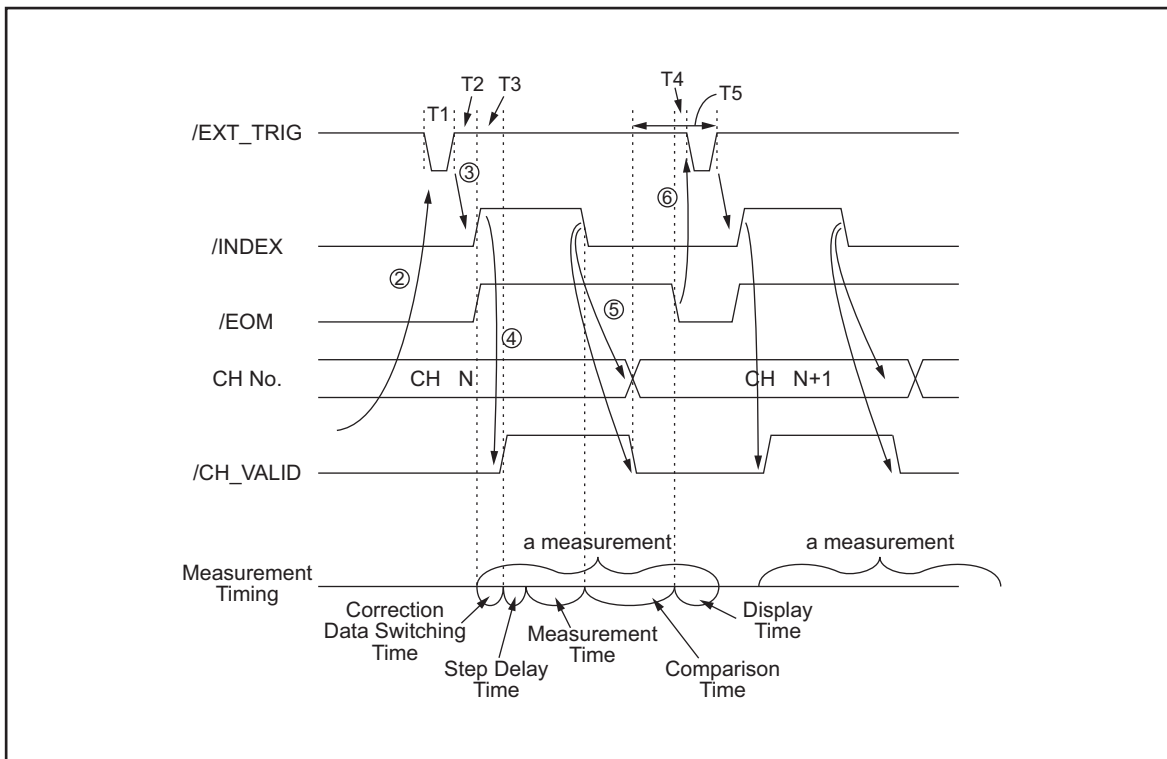 T1
T2
T3
T4
T5
/EXT_TRIG
③
⑥
/INDEX
②
⑤
/EOM
④
CH No.
CH N
CH N+1
/CH_VALID
a measurement
a measurement
Measurement
Timing
Correction
Data Switching
Time
Step Delay
Time
Measurement
Time
Comparison
Time
Display
Time